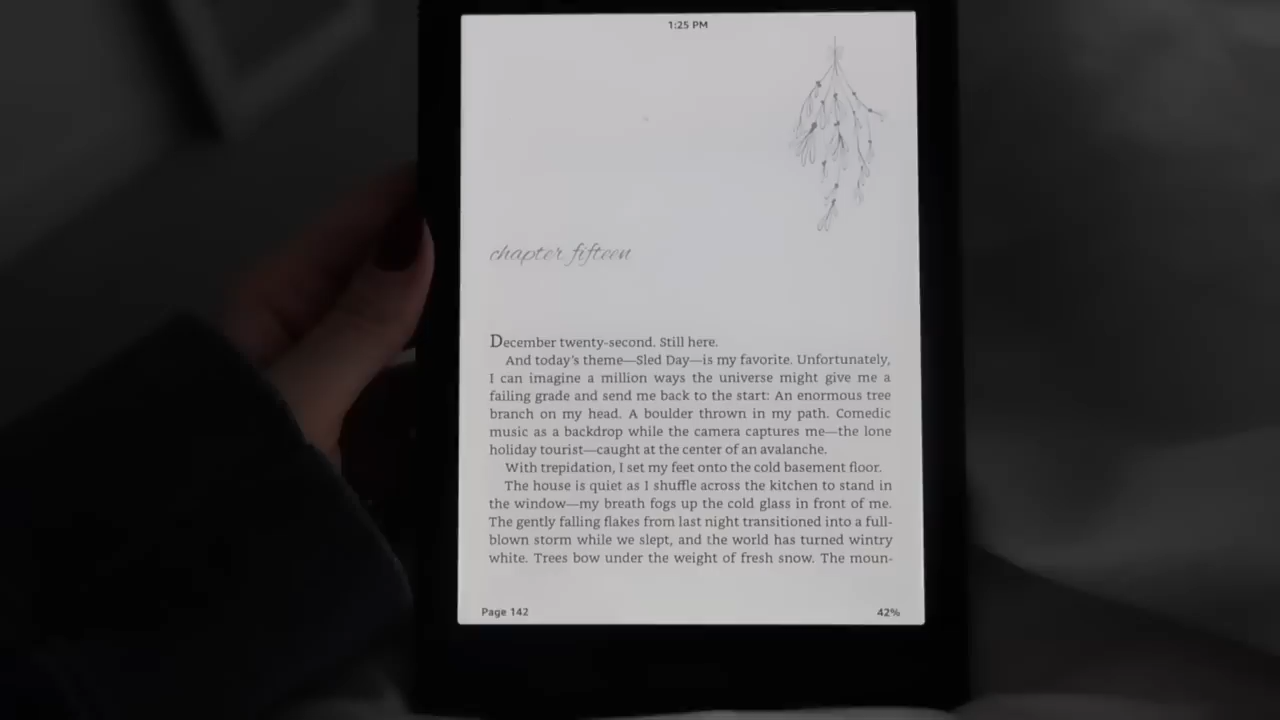 1:25 PM
chapter fifteen
December twenty-second. Still here.
And today's theme—Sled Day—is my favorite. Unfortunately,
I can imagine a million ways the universe might give me a
failing grade and send me back to the start: An enormous tree
branch on my head. A boulder thrown in my path. Comedic
music as a backdrop while the camera captures me—the lone
holiday tourist—caught at the center of an avalanche.
With trepidation, I set my feet onto the cold basement floor.
The house is quiet as I shuffle across the kitchen to stand in
the window—my breath fogs up the cold glass in front of me.
The gently falling flakes from last night transitioned into a full-
blown storm while we slept, and the world has turned wintry
white. Trees bow under the weight of fresh snow. The moun-
Page 142
42%